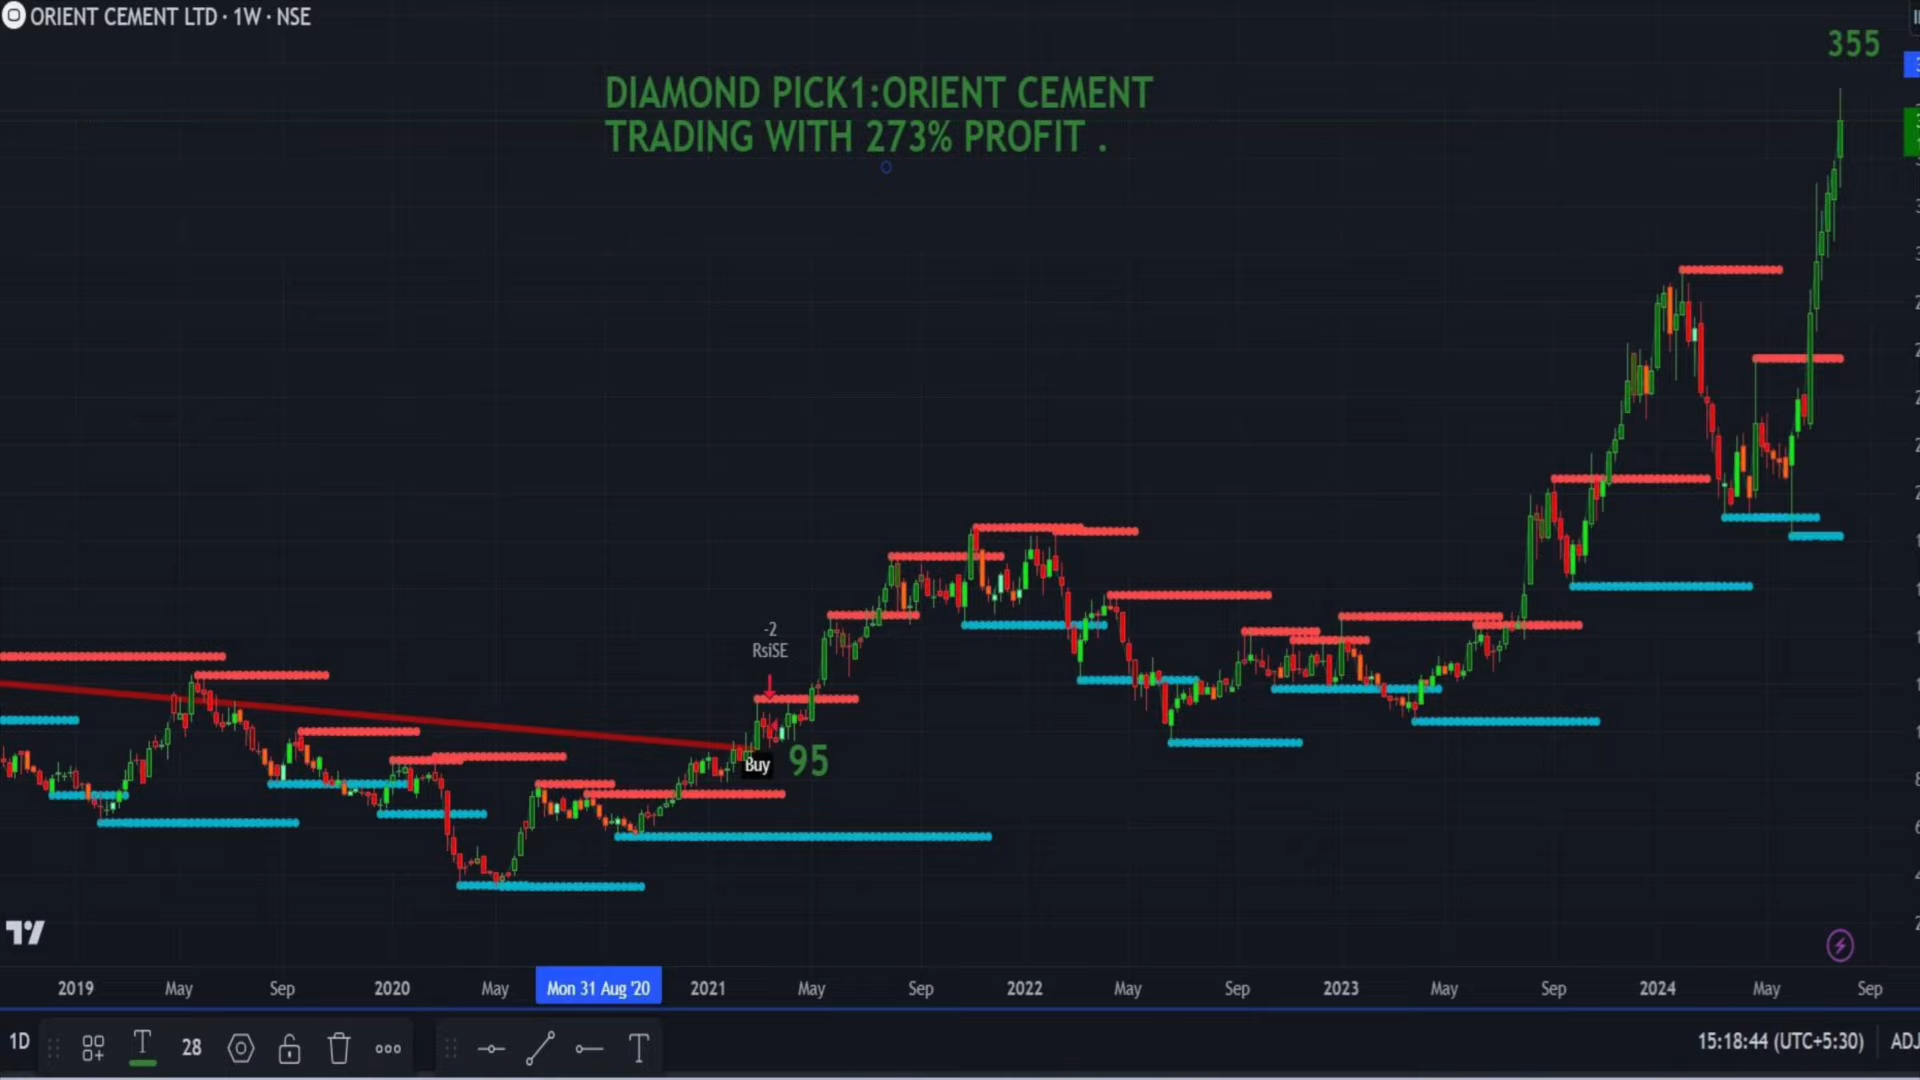 ORIENT CEMENT LTD · 1W · NSE
355
DIAMOND PICK1:ORIENT CEMENT
TRADING WITH 273% PROFIT .
-2
RsiSE
Buy
95
2019 May Sep 2020 May Mon 31 Aug '20 2021 May Sep 2022 May Sep 2023 May Sep 2024 May Sep
1D 28 15:18:44 (UTC+5:30)